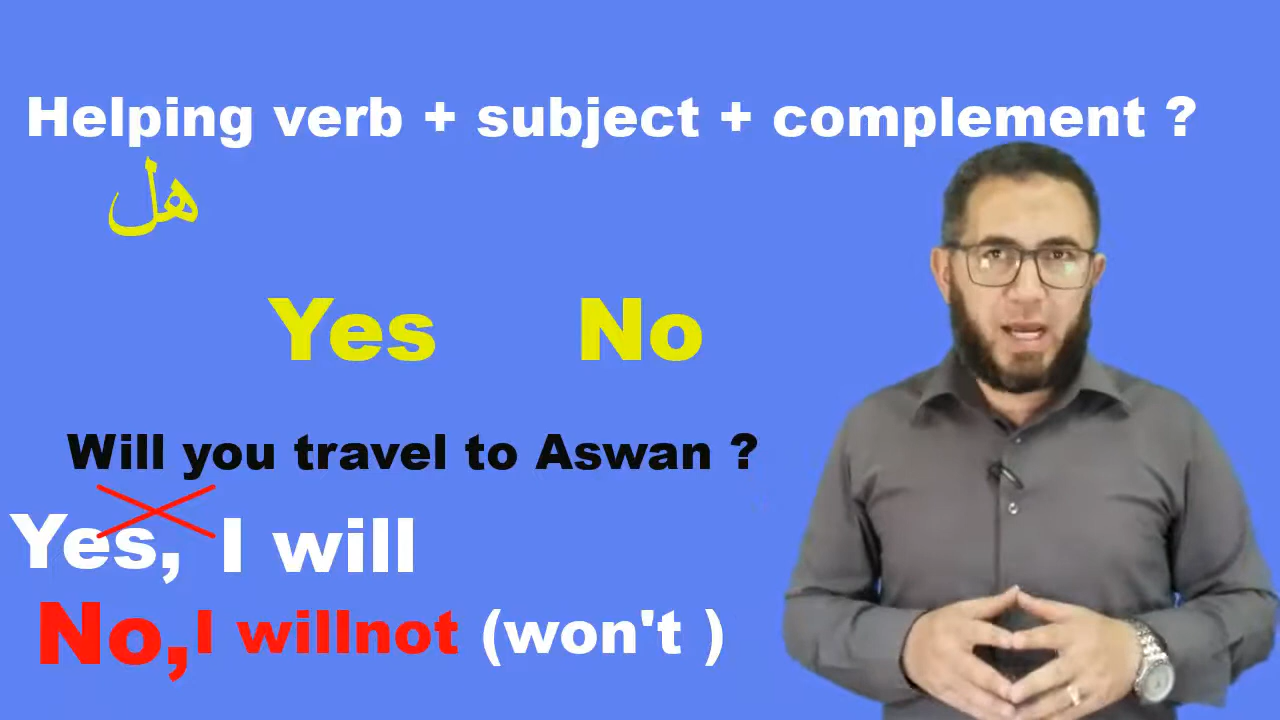 Helping verb + subject + complement ?
هل
Yes No
Will you travel to Aswan ?
Yes, I will
No, I willnot (won't )